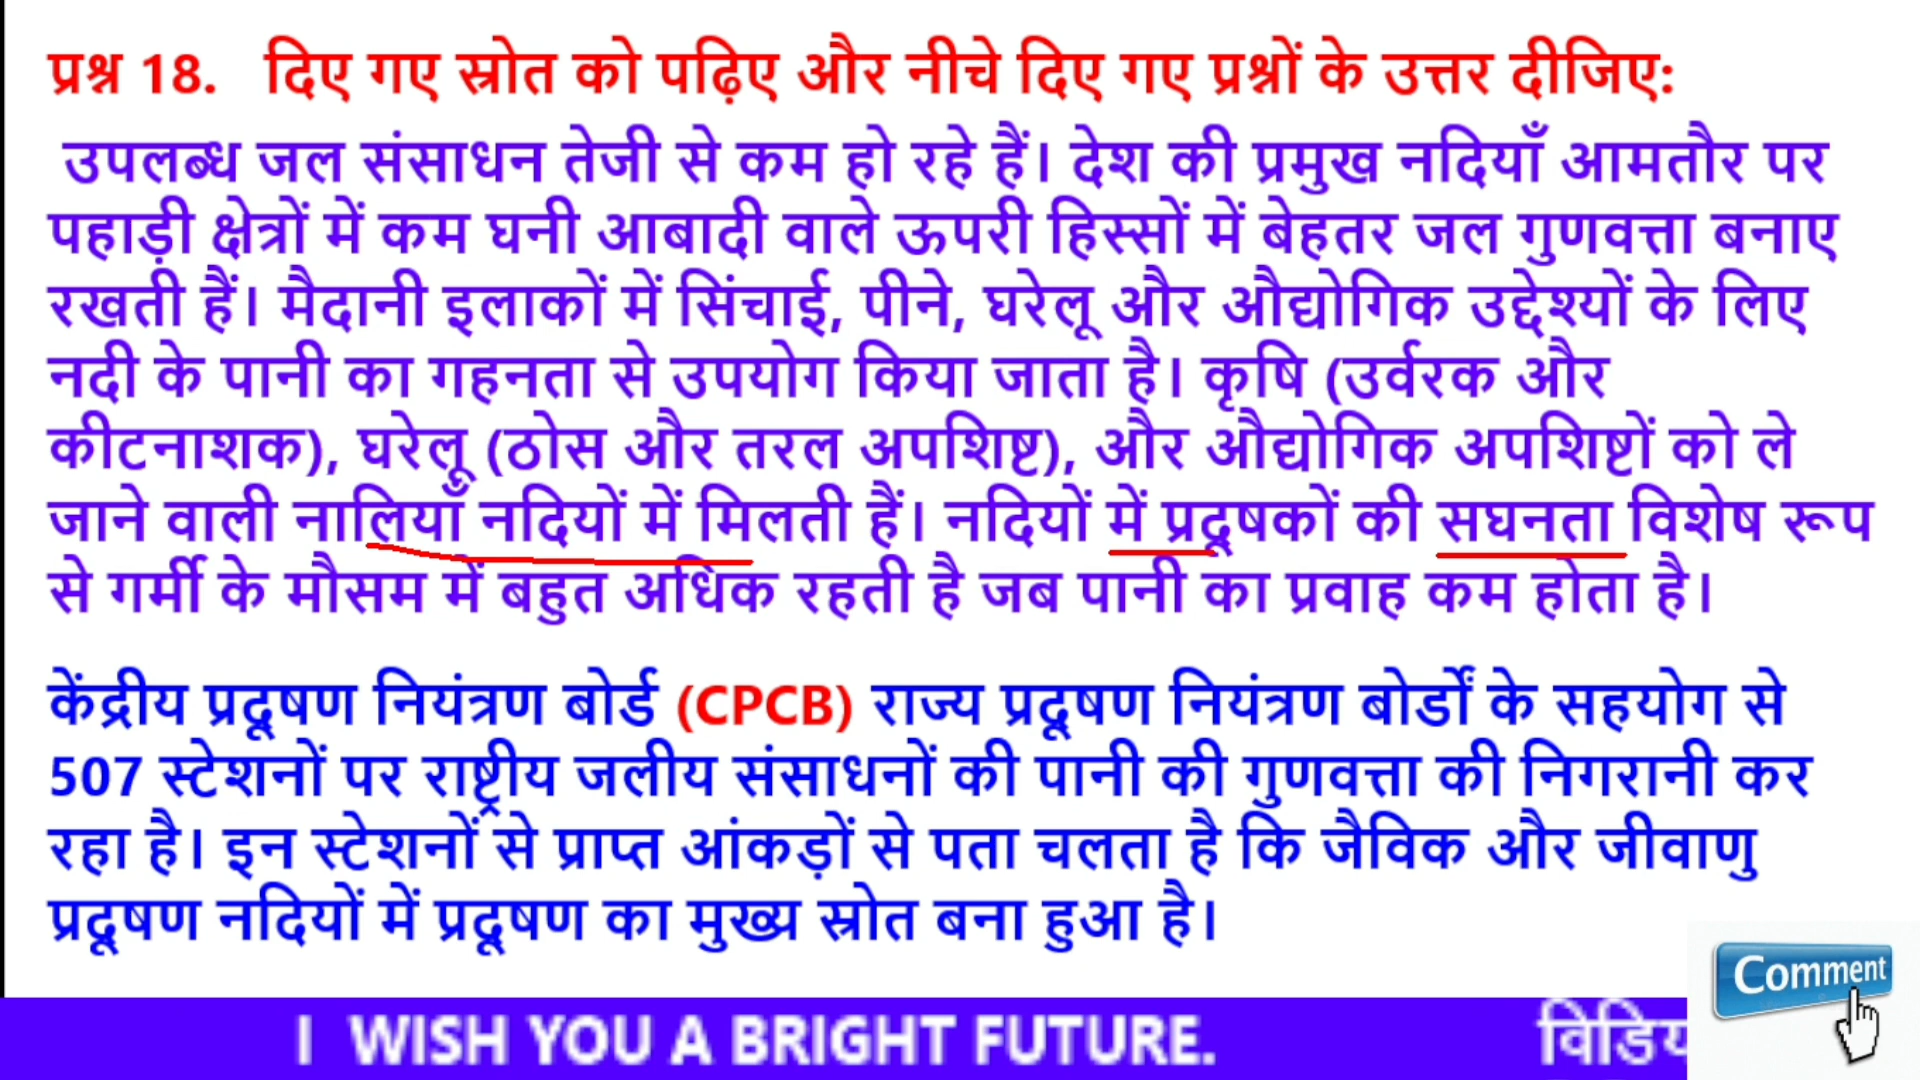 प्रश्न 18. दिए गए स्रोत को पढ़िए और नीचे दिए गए प्रश्नों के उत्तर दीजिए:
उपलब्ध जल संसाधन तेजी से कम हो रहे हैं। देश की प्रमुख नदियाँ आमतौर पर
पहाड़ी क्षेत्रों में कम घनी आबादी वाले ऊपरी हिस्सों में बेहतर जल गुणवत्ता बनाए
रखती हैं। मैदानी इलाकों में सिंचाई, पीने, घरेलू और औद्योगिक उद्देश्यों के लिए
नदी के पानी का गहनता से उपयोग किया जाता है। कृषि (उर्वरक और
कीटनाशक), घरेलू (ठोस और तरल अपशिष्ट), और औद्योगिक अपशिष्टों को ले
जाने वाली नालियाँ नदियों में मिलती हैं। नदियों में प्रदूषकों की सघनता विशेष रूप
से गर्मी के मौसम में बहुत अधिक रहती है जब पानी का प्रवाह कम होता है।
केंद्रीय प्रदूषण नियंत्रण बोर्ड (CPCB) राज्य प्रदूषण नियंत्रण बोर्डों के सहयोग से
507 स्टेशनों पर राष्ट्रीय जलीय संसाधनों की पानी की गुणवत्ता की निगरानी कर
रहा है। इन स्टेशनों से प्राप्त आंकड़ों से पता चलता है कि जैविक और जीवाणु
प्रदूषण नदियों में प्रदूषण का मुख्य स्रोत बना हुआ है।
Comment
I WISH YOU A BRIGHT FUTURE.